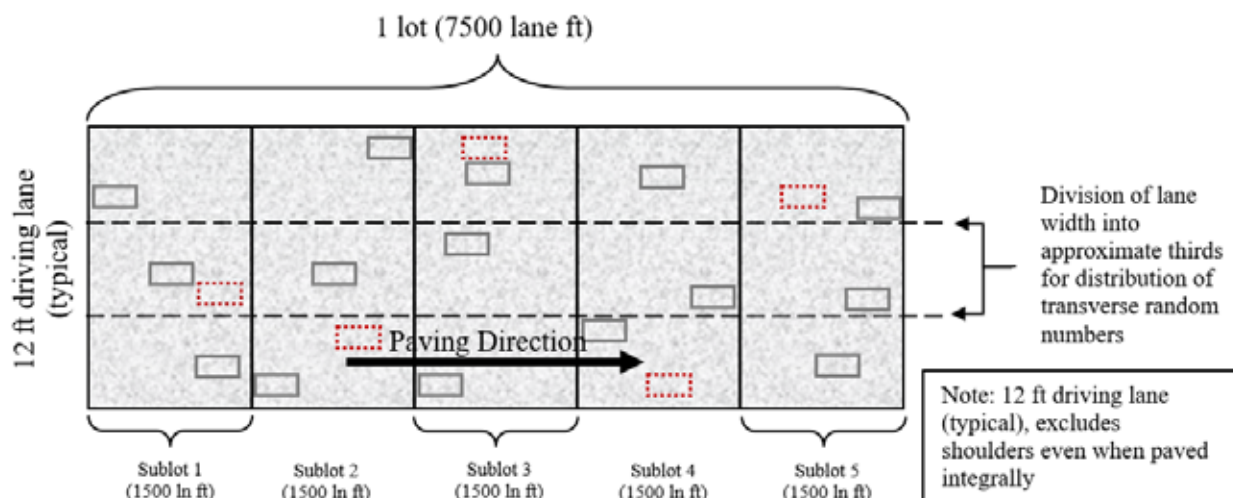 1 lot (7500 lane ft)
12 ft driving lane
(typical)
Division of lane
width into
approximate thirds
for distribution of
transverse random
numbers
Paving Direction
Note: 12 ft driving lane
(typical), excludes
shoulders even when paved
integrally
Sublot 1
(1500 ln ft)
Sublot 2
(1500 ln ft)
Sublot 3
(1500 ln ft)
Sublot 4
(1500 ln ft)
Sublot 5
(1500 ln ft)